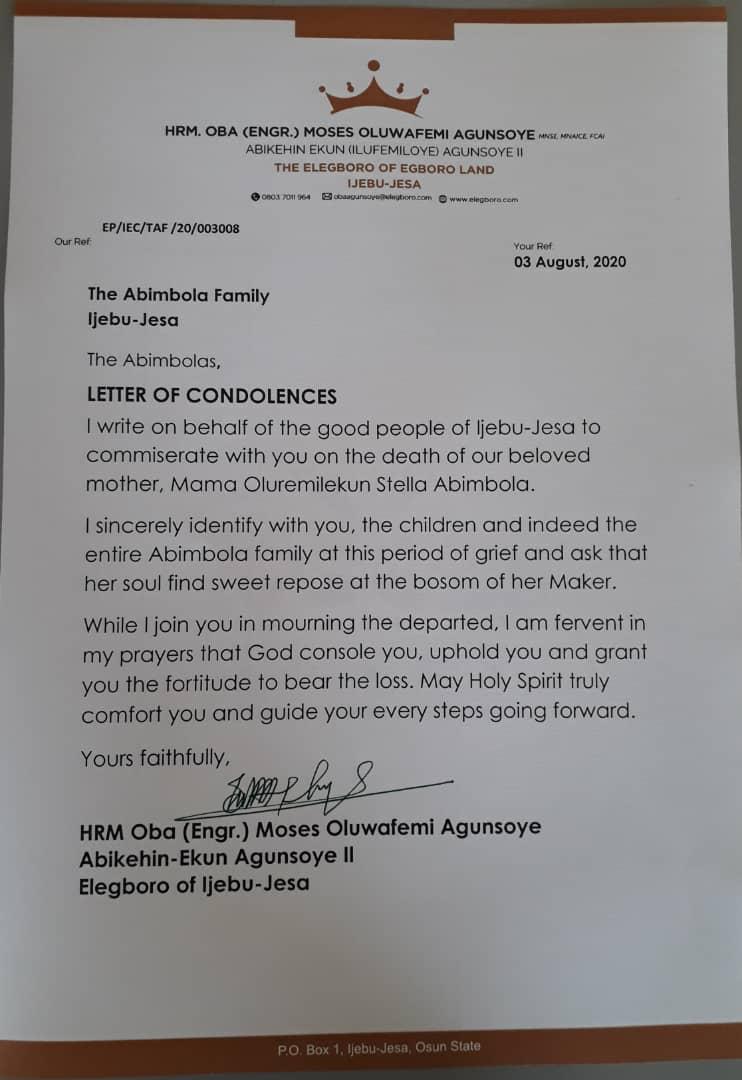 HRM. OBA (ENGR.) MOSES OLUWAFEMI AGUNSOYE MNSE, MNAICE, FCAI
ABIKEHIN EKUN (ILUFEMILOYE) AGUNSOYE II
THE ELEGBORO OF EGBORO LAND
IJEBU-JESA
0803 7011 964 obaagunsoye@elegboro.com www.elegboro.com
EP/IEC/TAF /20/003008
Our Ref:
Your Ref:
03 August, 2020
The Abimbola Family
Ijebu-Jesa
The Abimbolas,
LETTER OF CONDOLENCES
I write on behalf of the good people of Ijebu-Jesa to
commiserate with you on the death of our beloved
mother, Mama Oluremilekun Stella Abimbola.
I sincerely identify with you, the children and indeed the
entire Abimbola family at this period of grief and ask that
her soul find sweet repose at the bosom of her Maker.
While I join you in mourning the departed, I am fervent in
my prayers that God console you, uphold you and grant
you the fortitude to bear the loss. May Holy Spirit truly
comfort you and guide your every steps going forward.
Yours faithfully,
HRM Oba (Engr.) Moses Oluwafemi Agunsoye
Abikehin-Ekun Agunsoye II
Elegboro of Ijebu-Jesa
P.O. Box 1, Ijebu-Jesa, Osun State